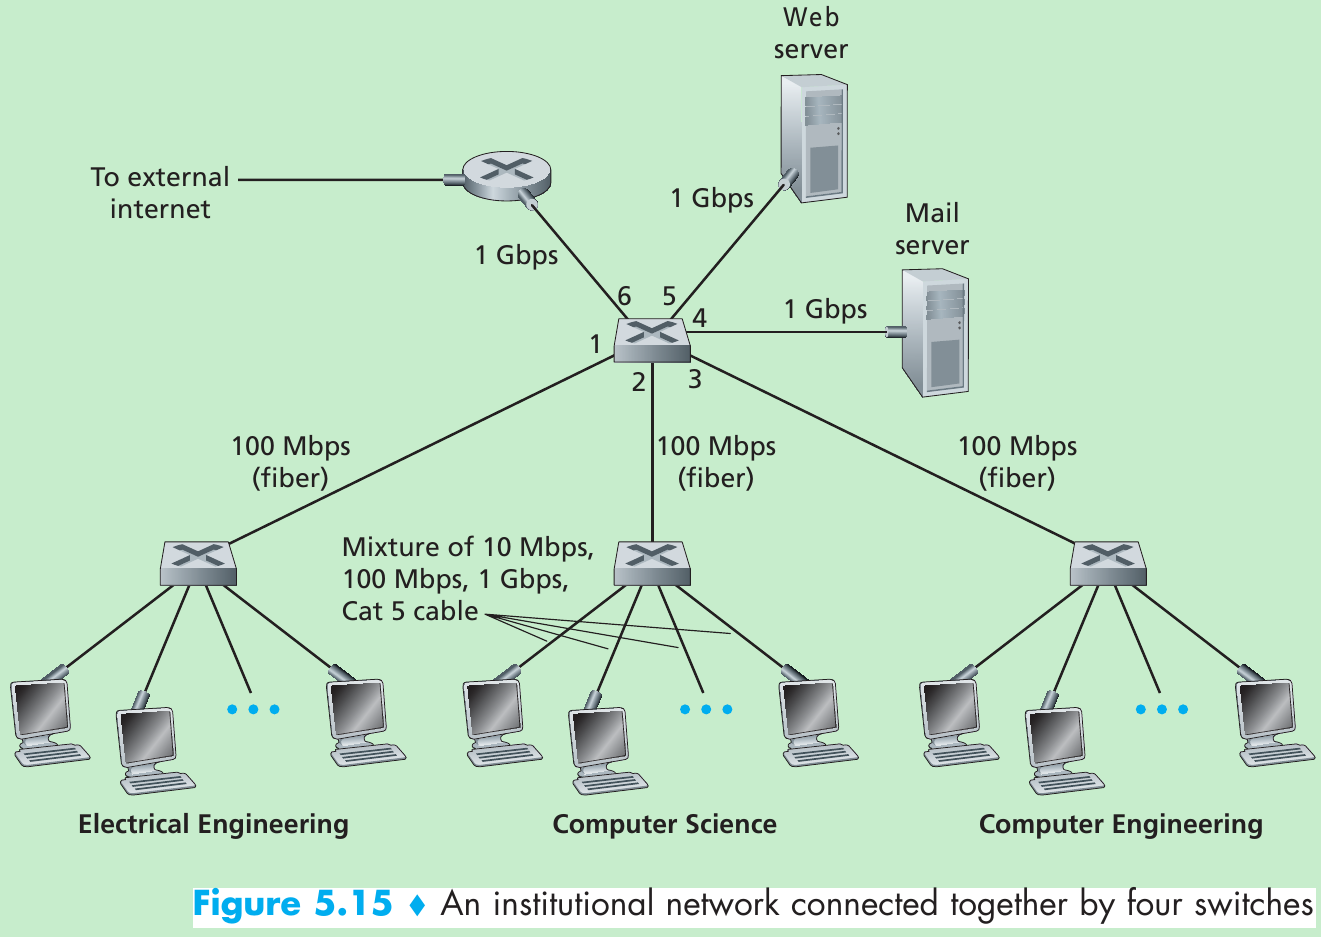 Web
server
To external
internet
1 Gbps
Mail
server
1 Gbps
1 Gbps
6
5
4
1
2
3
100 Mbps
(fiber)
100 Mbps
(fiber)
100 Mbps
(fiber)
Mixture of 10 Mbps,
100 Mbps, 1 Gbps,
Cat 5 cable
Electrical Engineering
Computer Science
Computer Engineering
Figure 5.15 ♦ An institutional network connected together by four switches